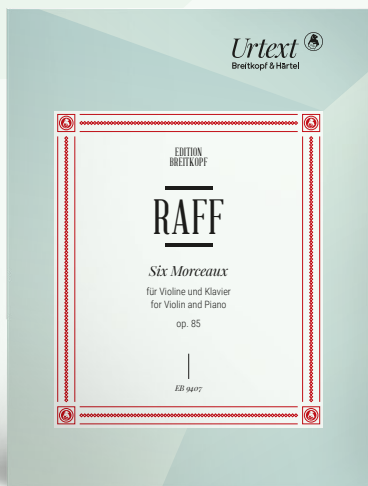 Urtext
Breitkopf & Härtel
EDITION
BREITKOPF
RAFF
Six Morceaux
für Violine und Klavier
for Violin and Piano
op. 85
EB 9407